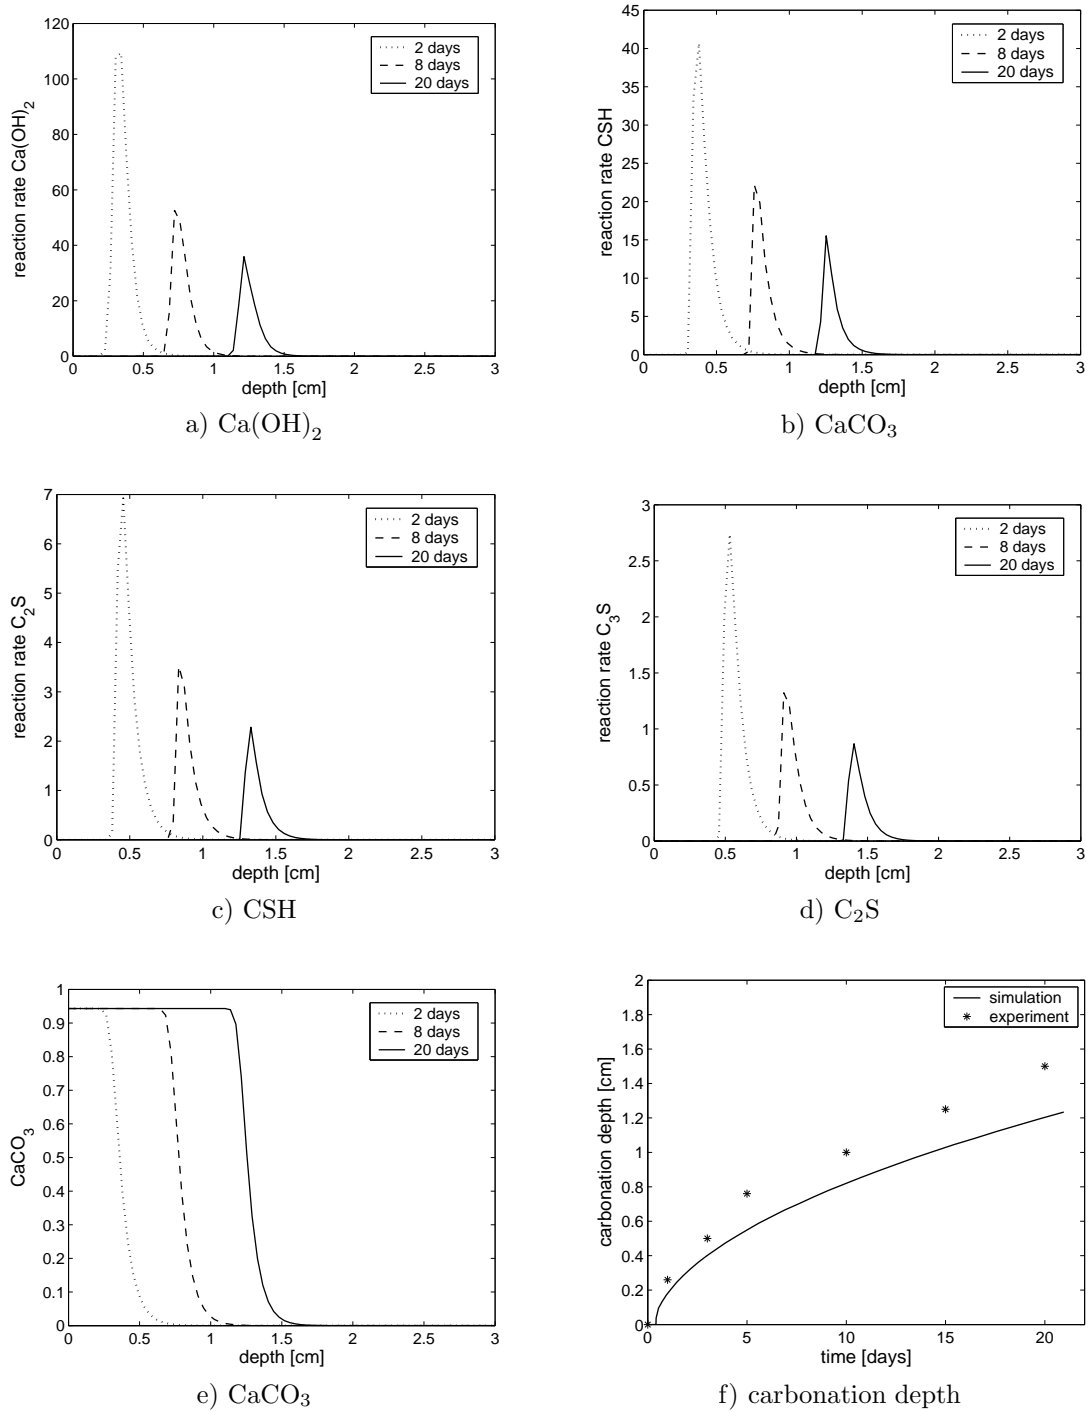 120
100
80
60
40
20
0
reaction rate Ca(OH)2
2 days
8 days
20 days
0 0.5 1 1.5 2 2.5 3
depth [cm]
a) Ca(OH)2
45
40
35
30
25
20
15
10
5
0
reaction rate CSH
2 days
8 days
20 days
0 0.5 1 1.5 2 2.5 3
depth [cm]
b) CaCO3
7
6
5
4
3
2
1
0
reaction rate C2S
2 days
8 days
20 days
0 0.5 1 1.5 2 2.5 3
depth [cm]
c) CSH
3
2.5
2
1.5
1
0.5
0
reaction rate C3S
2 days
8 days
20 days
0 0.5 1 1.5 2 2.5 3
depth [cm]
d) C2S
1
0.9
0.8
0.7
0.6
0.5
0.4
0.3
0.2
0.1
0
CaCO3
2 days
8 days
20 days
0 0.5 1 1.5 2 2.5 3
depth [cm]
e) CaCO3
2
1.8
1.6
1.4
1.2
1
0.8
0.6
0.4
0.2
0
carbonation depth [cm]
simulation
experiment
0 5 10 15 20
time [days]
f) carbonation depth